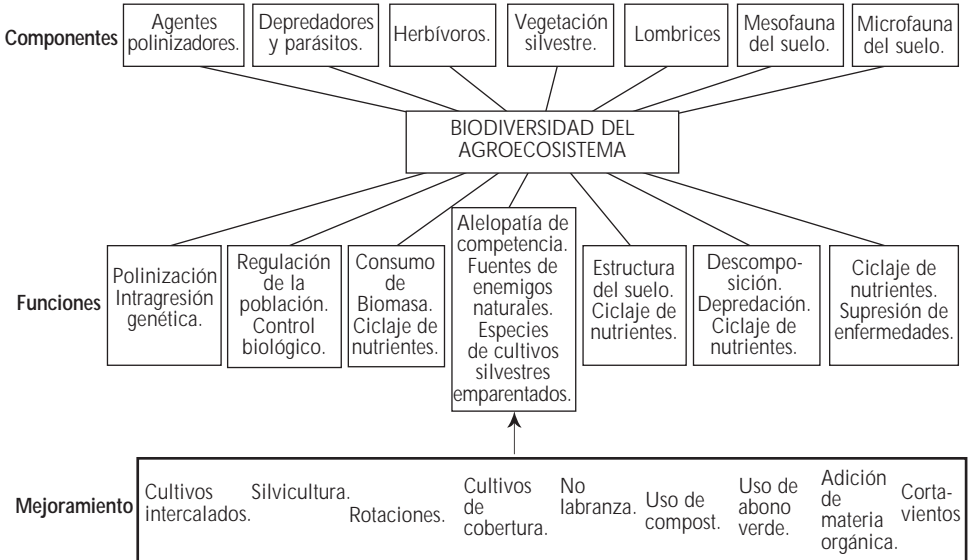 Componentes
Agentes
polinizadores.
Depredadores
y parásitos.
Herbívoros.
Vegetación
silvestre.
Lombrices
Mesofauna
del suelo.
Microfauna
del suelo.
BIODIVERSIDAD DEL
AGROECOSISTEMA
Funciones
Polinización
Intragresión
genética.
Regulación
de la
población.
Control
biológico.
Consumo
de
Biomasa.
Ciclaje de
nutrientes.
Alelopatía de
competencia.
Fuentes de
enemigos
naturales.
Especies
de cultivos
silvestres
emparentados.
Estructura
del suelo.
Ciclaje de
nutrientes.
Descompo-
sición.
Depredación.
Ciclaje de
nutrientes.
Ciclaje de
nutrientes.
Supresión de
enfermedades.
Mejoramiento
Cultivos
intercalados.
Silvicultura.
Rotaciones.
Cultivos
de
cobertura.
No
labranza.
Uso de
compost.
Uso de
abono
verde.
Adición
de
materia
orgánica.
Corta-
vientos